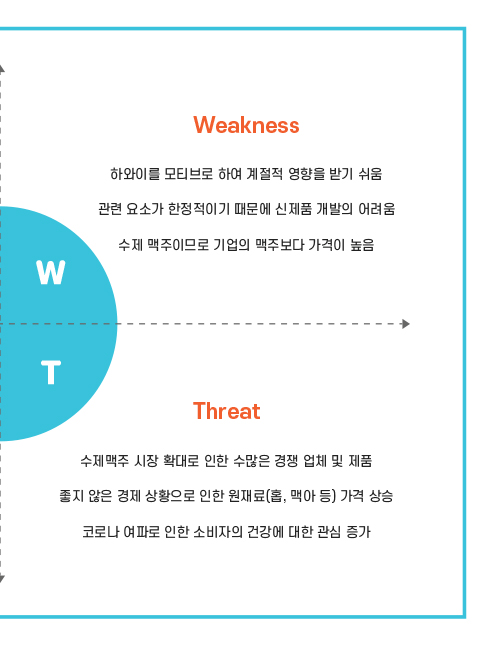 Weakness
하와이를 모티브로 하여 계절적 영향을 받기 쉬움
관련 요소가 한정적이기 때문에 신제품 개발의 어려움
수제 맥주이므로 기업의 맥주보다 가격이 높음
W
T
Threat
수제맥주 시장 확대로 인한 수많은 경쟁 업체 및 제품
좋지 않은 경제 상황으로 인한 원재료(홉, 맥아 등) 가격 상승
코로나 여파로 인한 소비자의 건강에 대한 관심 증가